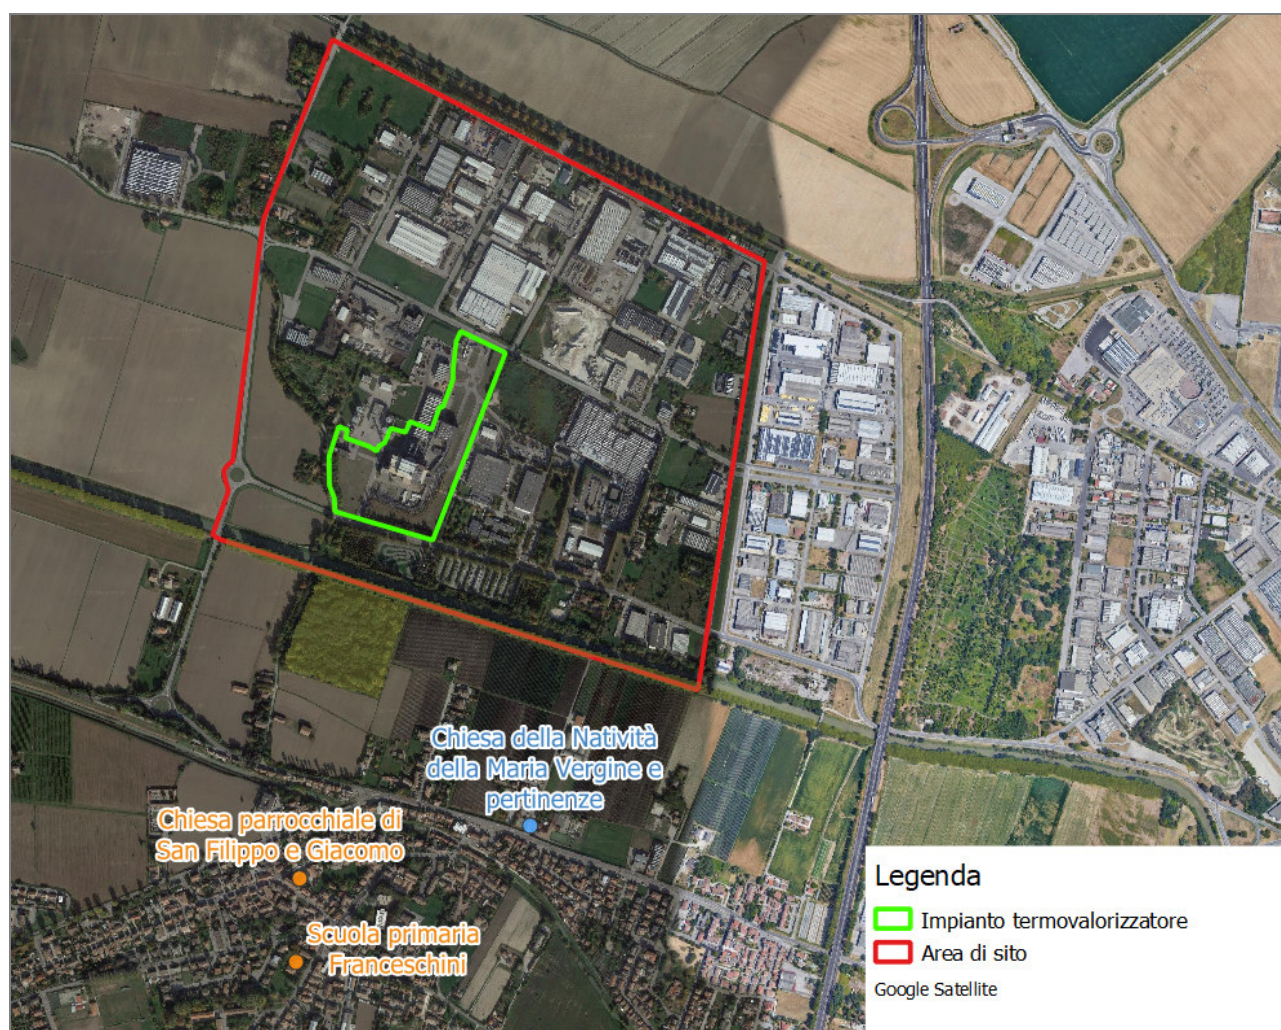 Chiesa della Natività
della Maria Vergine e
pertinenze
Chiesa parrocchiale di
San Filippo e Giacomo
Scuola primaria
Franceschini
Legenda
Impianto termovalorizzatore
Area di sito
Google Satellite